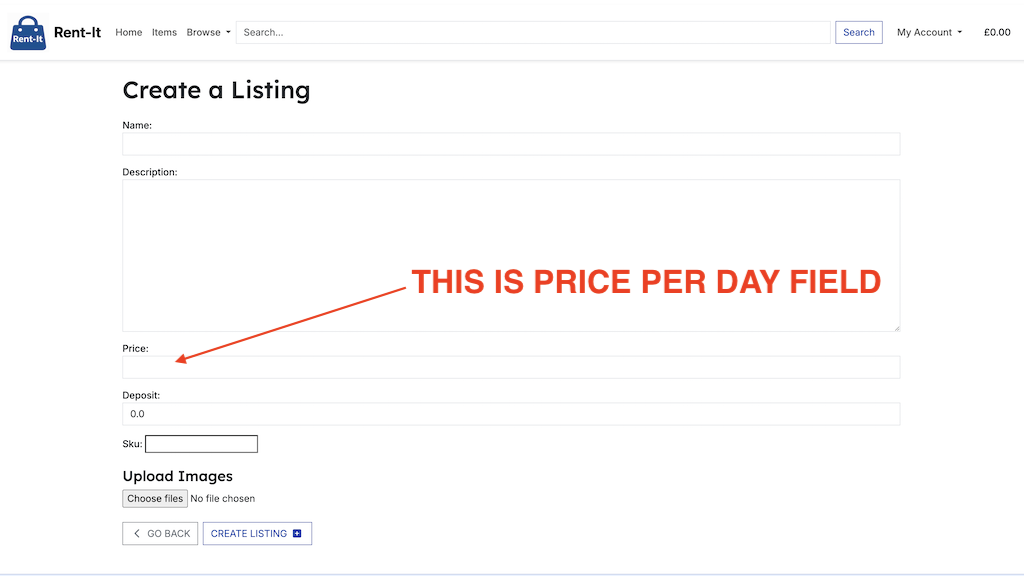 Rent-It
Rent-It Home Items Browse Search... Search My Account £0.00
Create a Listing
Name:
Description:
THIS IS PRICE PER DAY FIELD
Price:
Deposit:
0.0
Sku:
Upload Images
Choose files No file chosen
GO BACK CREATE LISTING